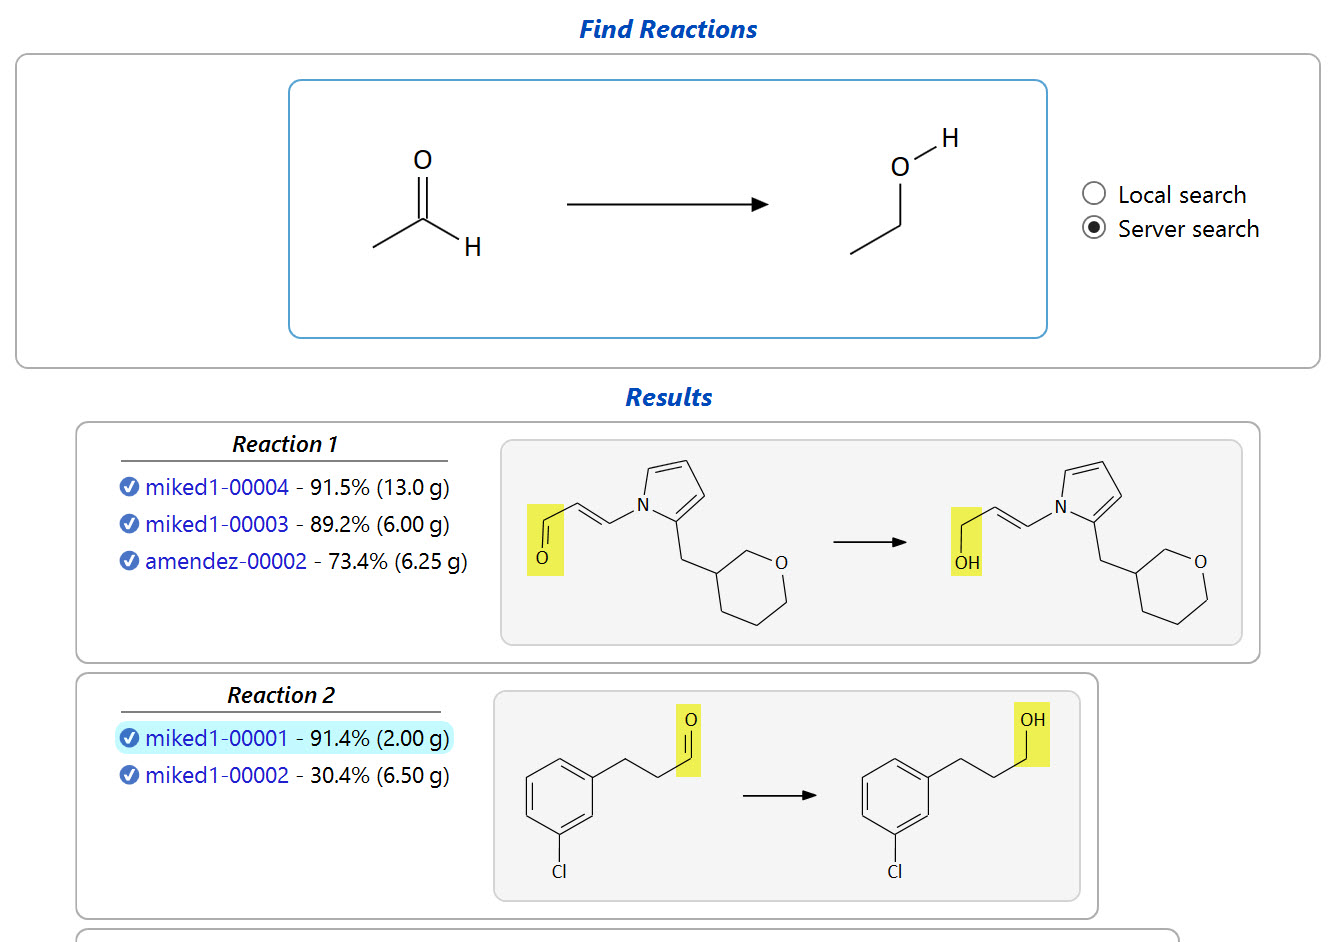 Find Reactions
O
H
O
H
Local search
Server search
Results
Reaction 1
miked1-00004 - 91.5% (13.0 g)
miked1-00003 - 89.2% (6.00 g)
amendez-00002 - 73.4% (6.25 g)
N
O
O
N
OH
O
Reaction 2
miked1-00001 - 91.4% (2.00 g)
miked1-00002 - 30.4% (6.50 g)
O
Cl
OH
Cl